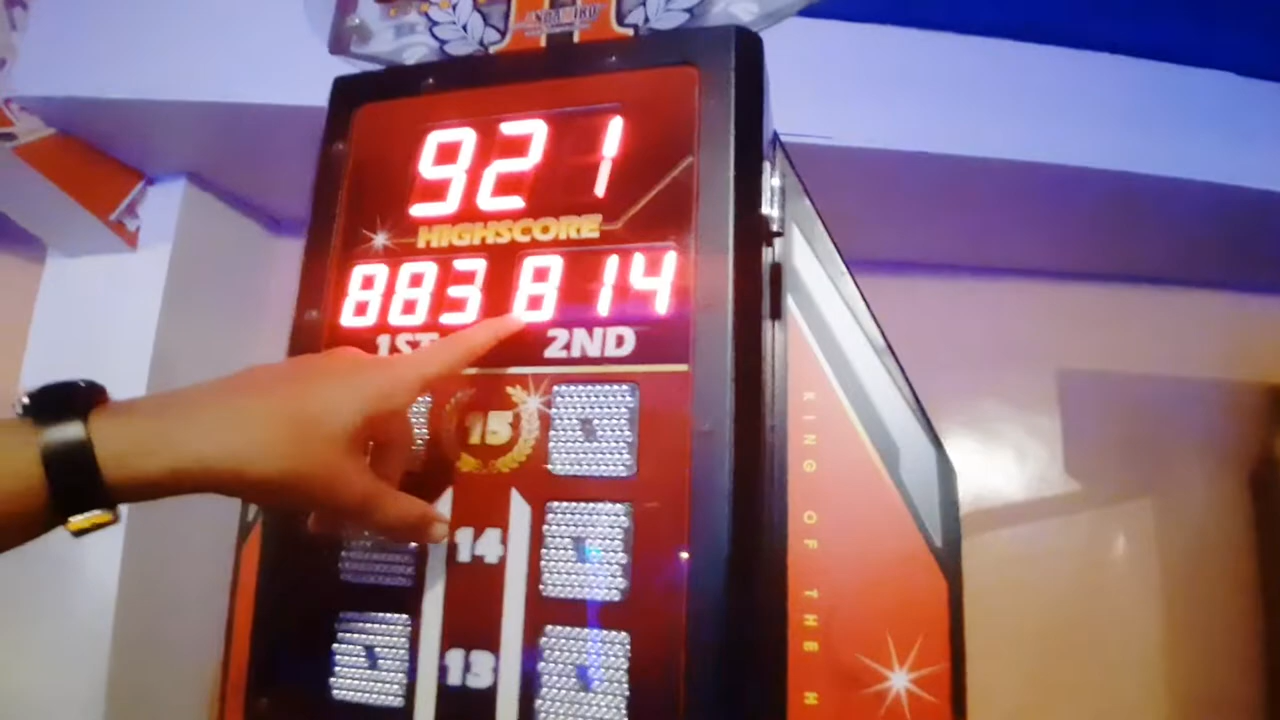 921
HIGHSCORE
883 814
1ST 2ND
15
14
13
KING OF THE H